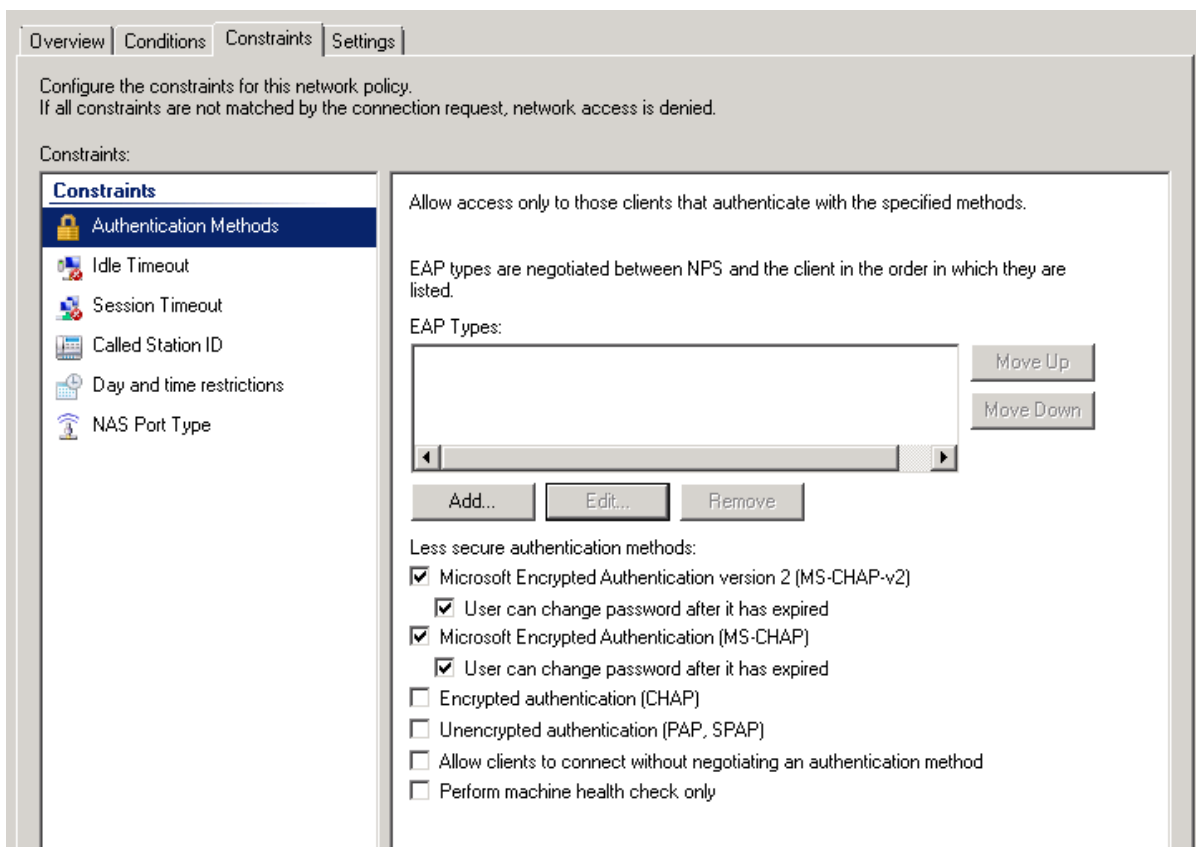 Overview
Conditions
Constraints
Settings
Configure the constraints for this network policy.
If all constraints are not matched by the connection request, network access is denied.
Constraints:
Constraints
Authentication Methods
Idle Timeout
Session Timeout
Called Station ID
Day and time restrictions
NAS Port Type
Allow access only to those clients that authenticate with the specified methods.
EAP types are negotiated between NPS and the client in the order in which they are
listed.
EAP Types:
Move Up
Move Down
Add...
Edit...
Remove
Less secure authentication methods:
Microsoft Encrypted Authentication version 2 (MS-CHAP-v2)
User can change password after it has expired
Microsoft Encrypted Authentication (MS-CHAP)
User can change password after it has expired
Encrypted authentication (CHAP)
Unencrypted authentication (PAP, SPAP)
Allow clients to connect without negotiating an authentication method
Perform machine health check only